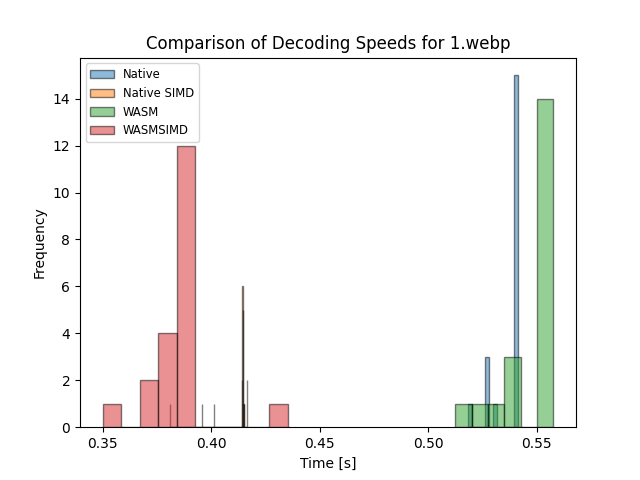 Comparison of Decoding Speeds for 1.webp
Native
Native SIMD
WASM
WASMSIMD
14
12
10
8
6
4
2
0
Frequency
0.35 0.40 0.45 0.50 0.55
Time [s]